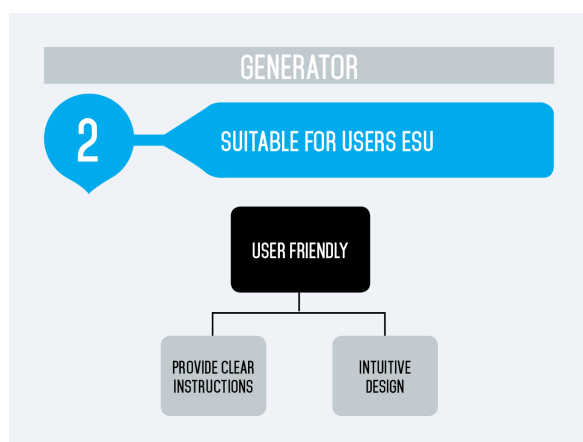 GENERATOR
2
SUITABLE FOR USERS ESU
USER FRIENDLY
PROVIDE CLEAR
INSTRUCTIONS
INTUITIVE
DESIGN